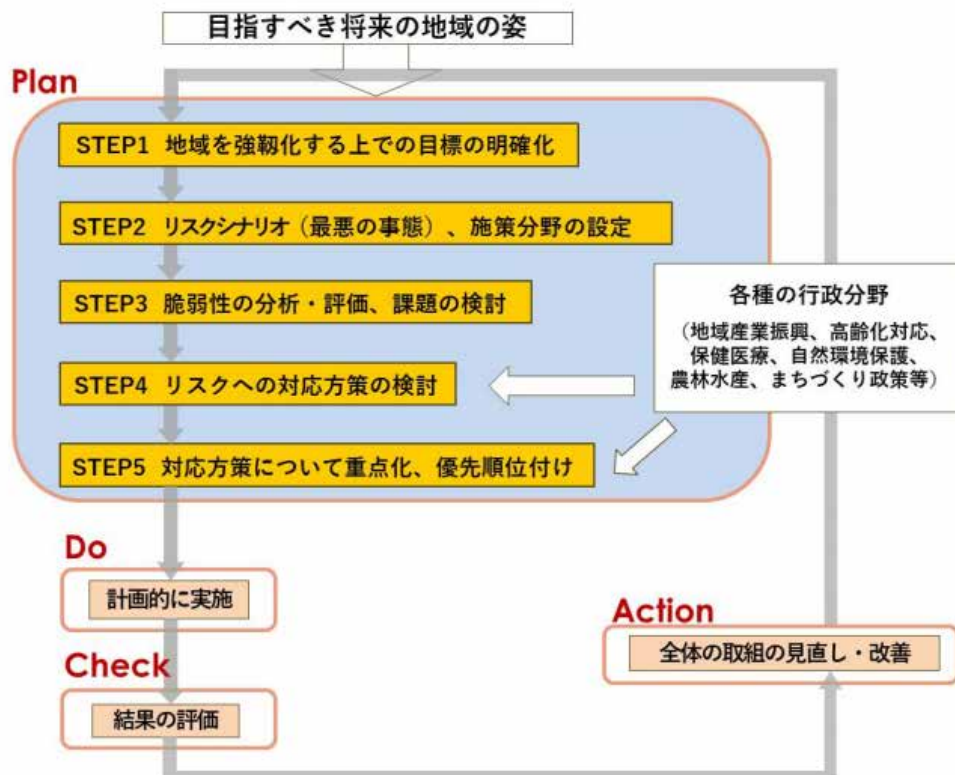 目指すべき将来の地域の姿
Plan
STEP1 地域を強靱化する上での目標の明確化
STEP2 リスクシナリオ（最悪の事態）、施策分野の設定
STEP3 脆弱性の分析・評価、課題の検討
STEP4 リスクへの対応方策の検討
STEP5 対応方策について重点化、優先順位付け
各種の行政分野
（地域産業振興、高齢化対応、
保健医療、自然環境保護、
農林水産、まちづくり政策等）
Do
計画的に実施
Check
結果の評価
Action
全体の取組の見直し・改善